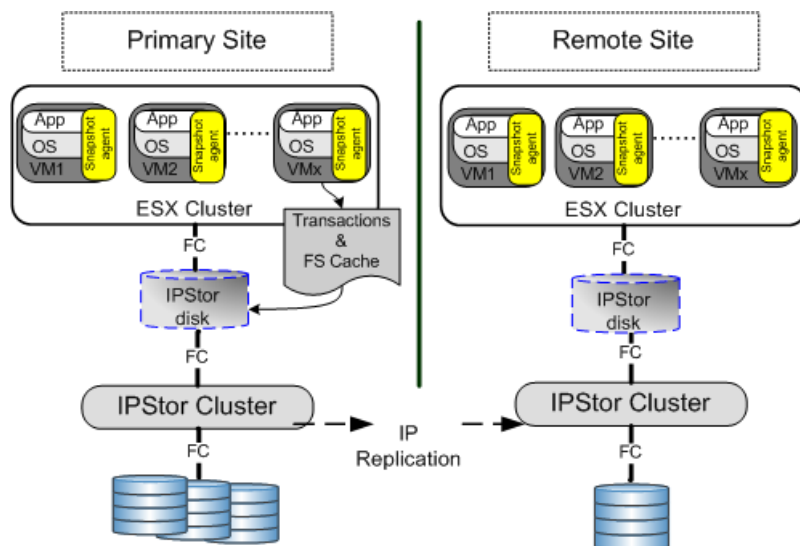 Primary Site
App
OS
VM1
Snapshot
agent
App
OS
VM2
Snapshot
agent
App
OS
VMx
Snapshot
agent
ESX Cluster
Transactions
&
FS Cache
FC
IPStor
disk
FC
IPStor Cluster
FC
IP
Replication
Remote Site
App
OS
VM1
Snapshot
agent
App
OS
VM2
Snapshot
agent
App
OS
VMx
Snapshot
agent
ESX Cluster
FC
IPStor
disk
FC
IPStor Cluster
FC